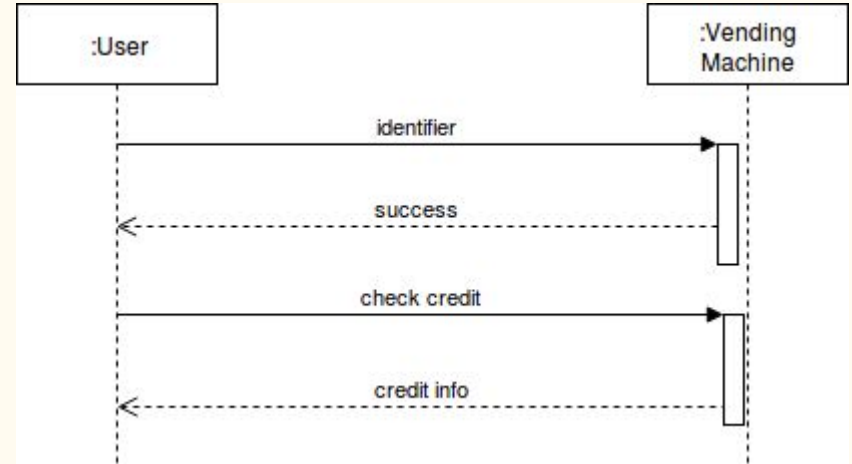 :User
:Vending
Machine
identifier
success
check credit
credit info